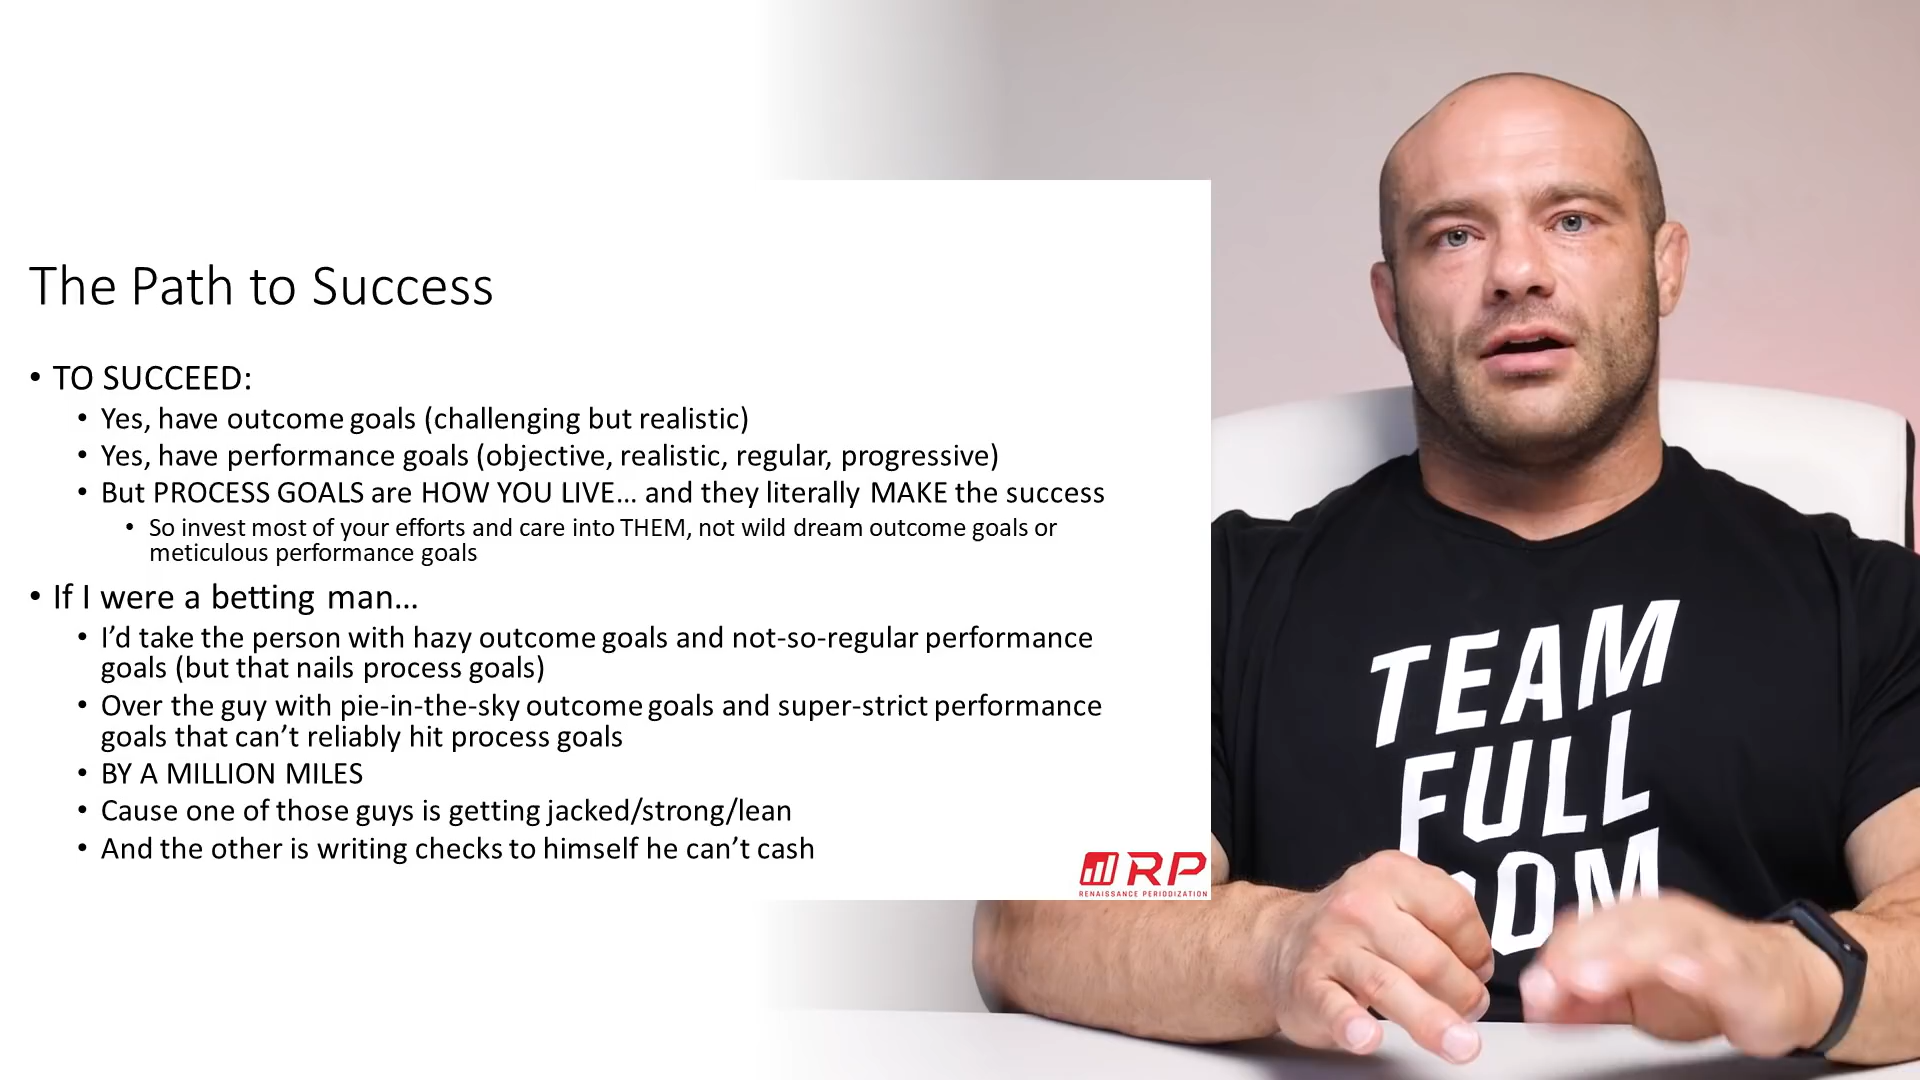 The Path to Success
• TO SUCCEED:
• Yes, have outcome goals (challenging but realistic)
• Yes, have performance goals (objective, realistic, regular, progressive)
• But PROCESS GOALS are HOW YOU LIVE… and they literally MAKE the success
• So invest most of your efforts and care into THEM, not wild dream outcome goals or
meticulous performance goals
• If I were a betting man…
• I’d take the person with hazy outcome goals and not-so-regular performance
goals (but that nails process goals)
• Over the guy with pie-in-the-sky outcome goals and super-strict performance
goals that can’t reliably hit process goals
• BY A MILLION MILES
• Cause one of those guys is getting jacked/strong/lean
• And the other is writing checks to himself he can’t cash
RP
RENAISSANCE PERIODIZATION
TEAM
FULL
ROM